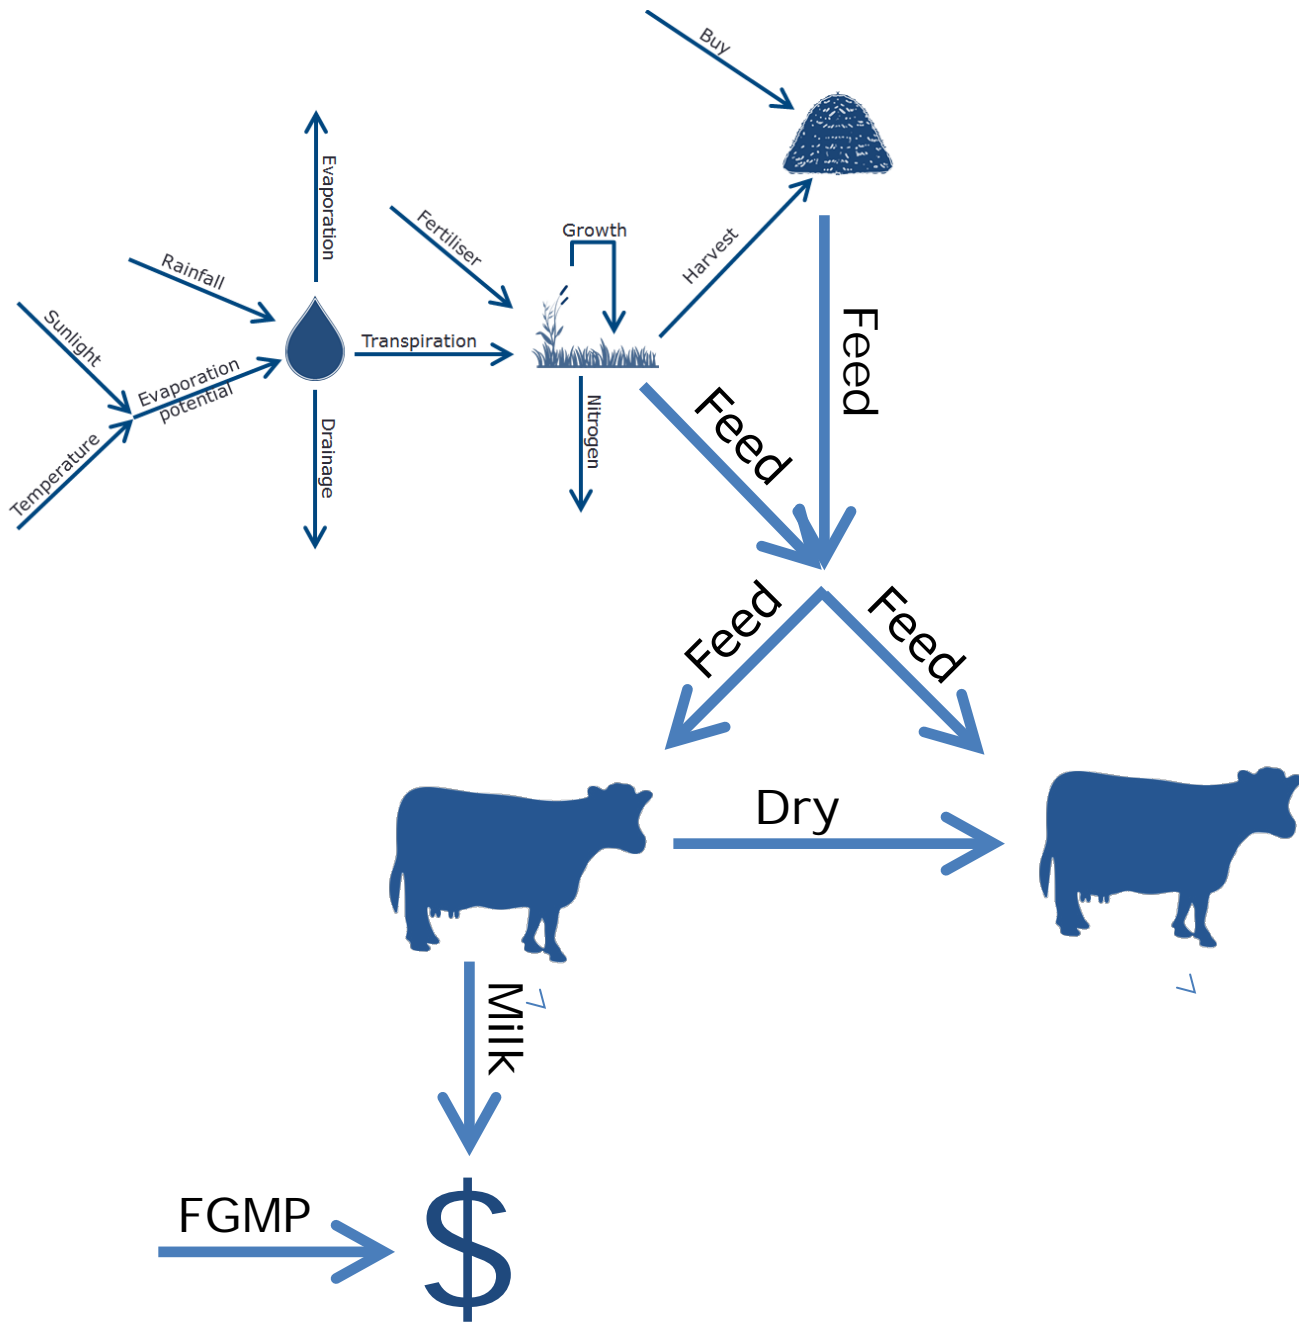 Buy
Evaporation
Fertiliser
Growth
Rainfall
Harvest
Sunlight
Transpiration
Evaporation
potential
Temperature
Drainage
Nitrogen
Feed
Feed
Feed
Feed
Dry
Milk
FGMP
$